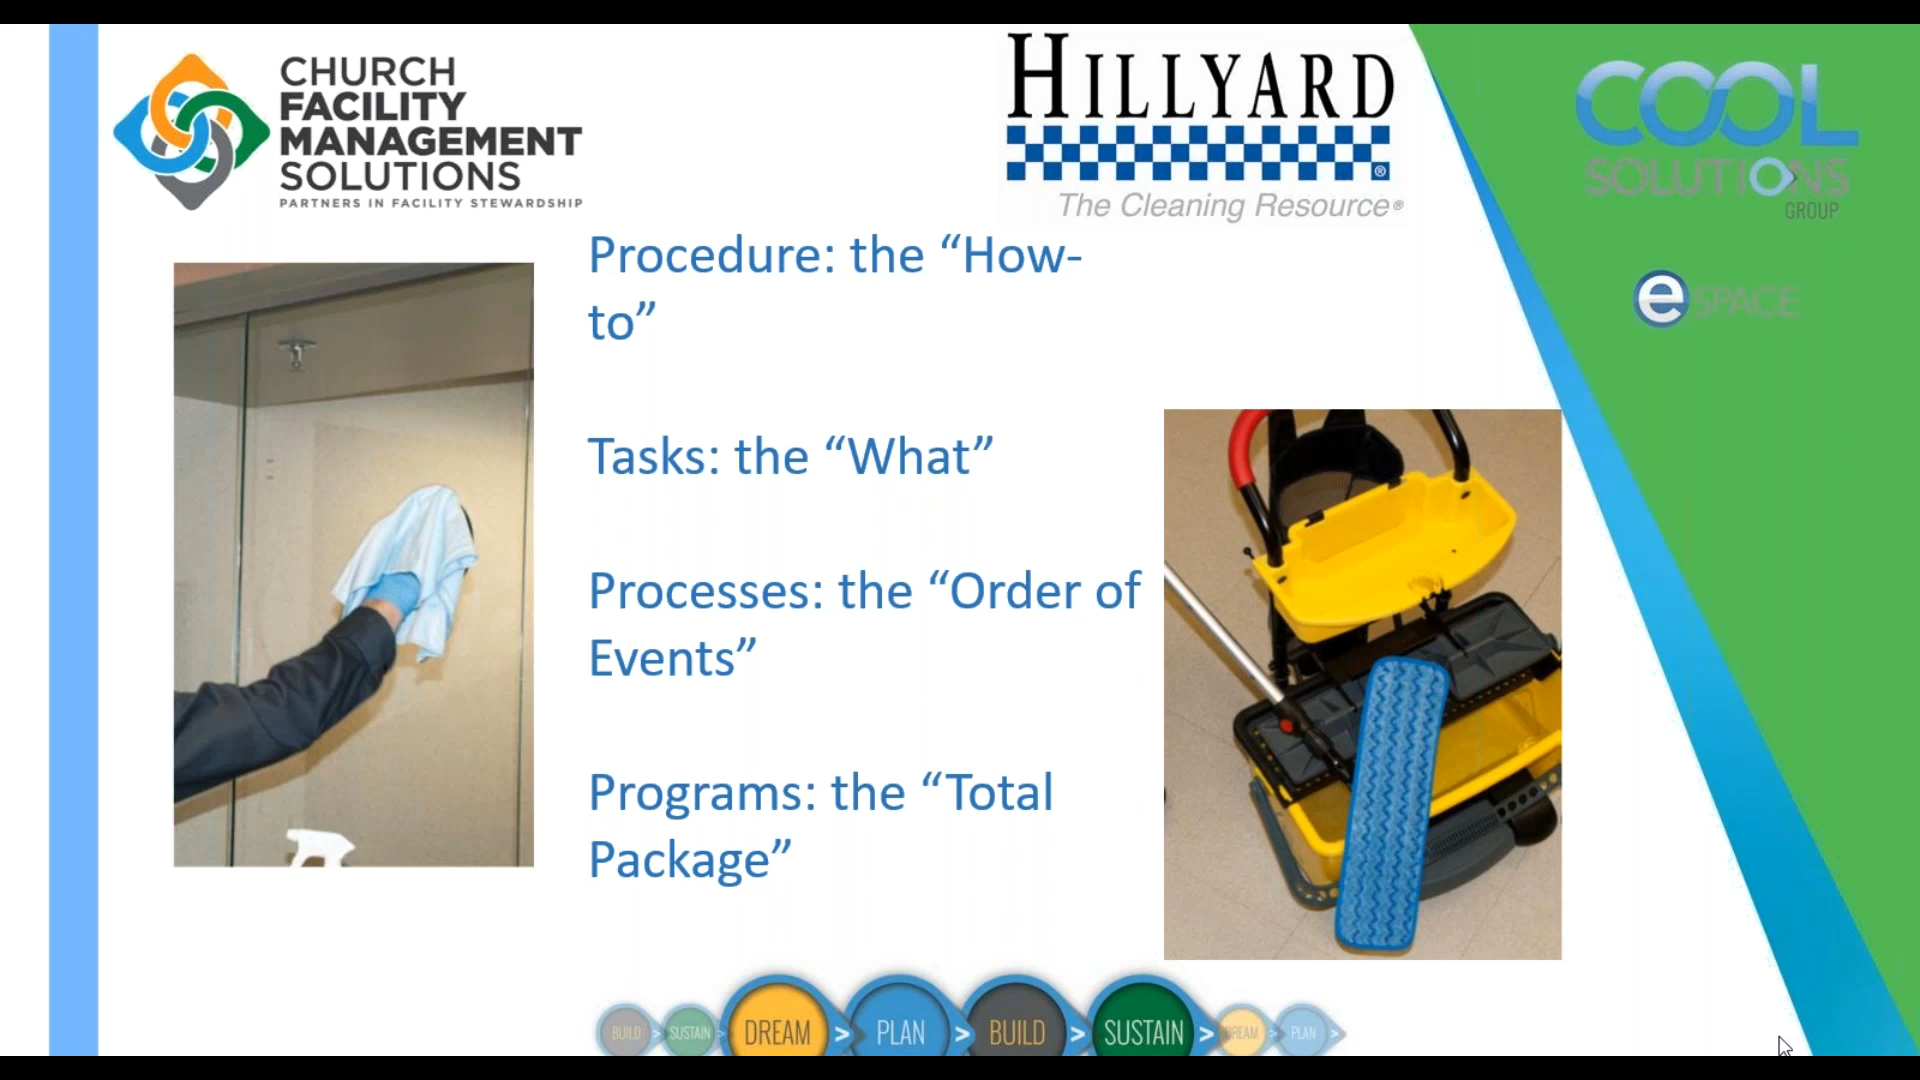 CHURCH
FACILITY
MANAGEMENT
SOLUTIONS
PARTNERS IN FACILITY STEWARDSHIP
HILLYARD
®
The Cleaning Resource®
COOL
SOLUTIONS
GROUP
eSPACE
Procedure: the “How-
to”
Tasks: the “What”
Processes: the “Order of
Events”
Programs: the “Total
Package”
BUILD > SUSTAIN > DREAM > PLAN > BUILD > SUSTAIN > DREAM > PLAN >